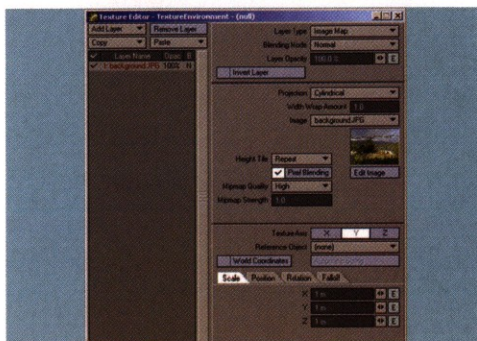 Texture Editor - TextureEnvironment - (null)
Add Layer
Remove Layer
Copy
Paste
Layer Name Opac B
I: background.JPG 100% N
Layer Type Image Map
Blending Mode Normal
Layer Opacity 100.0 % E
Invert Layer
Projection Cylindrical
Width Wrap Amount 1.0
Image background.JPG
Height Tile Repeat
Pixel Blending
Edit Image
Mipmap Quality High
Mipmap Strength 1.0
Texture Axis X Y Z
Reference Object (none)
World Coordinates
Scale Position Rotation Falloff
X 1 m E
Y 1 m E
Z 1 m E